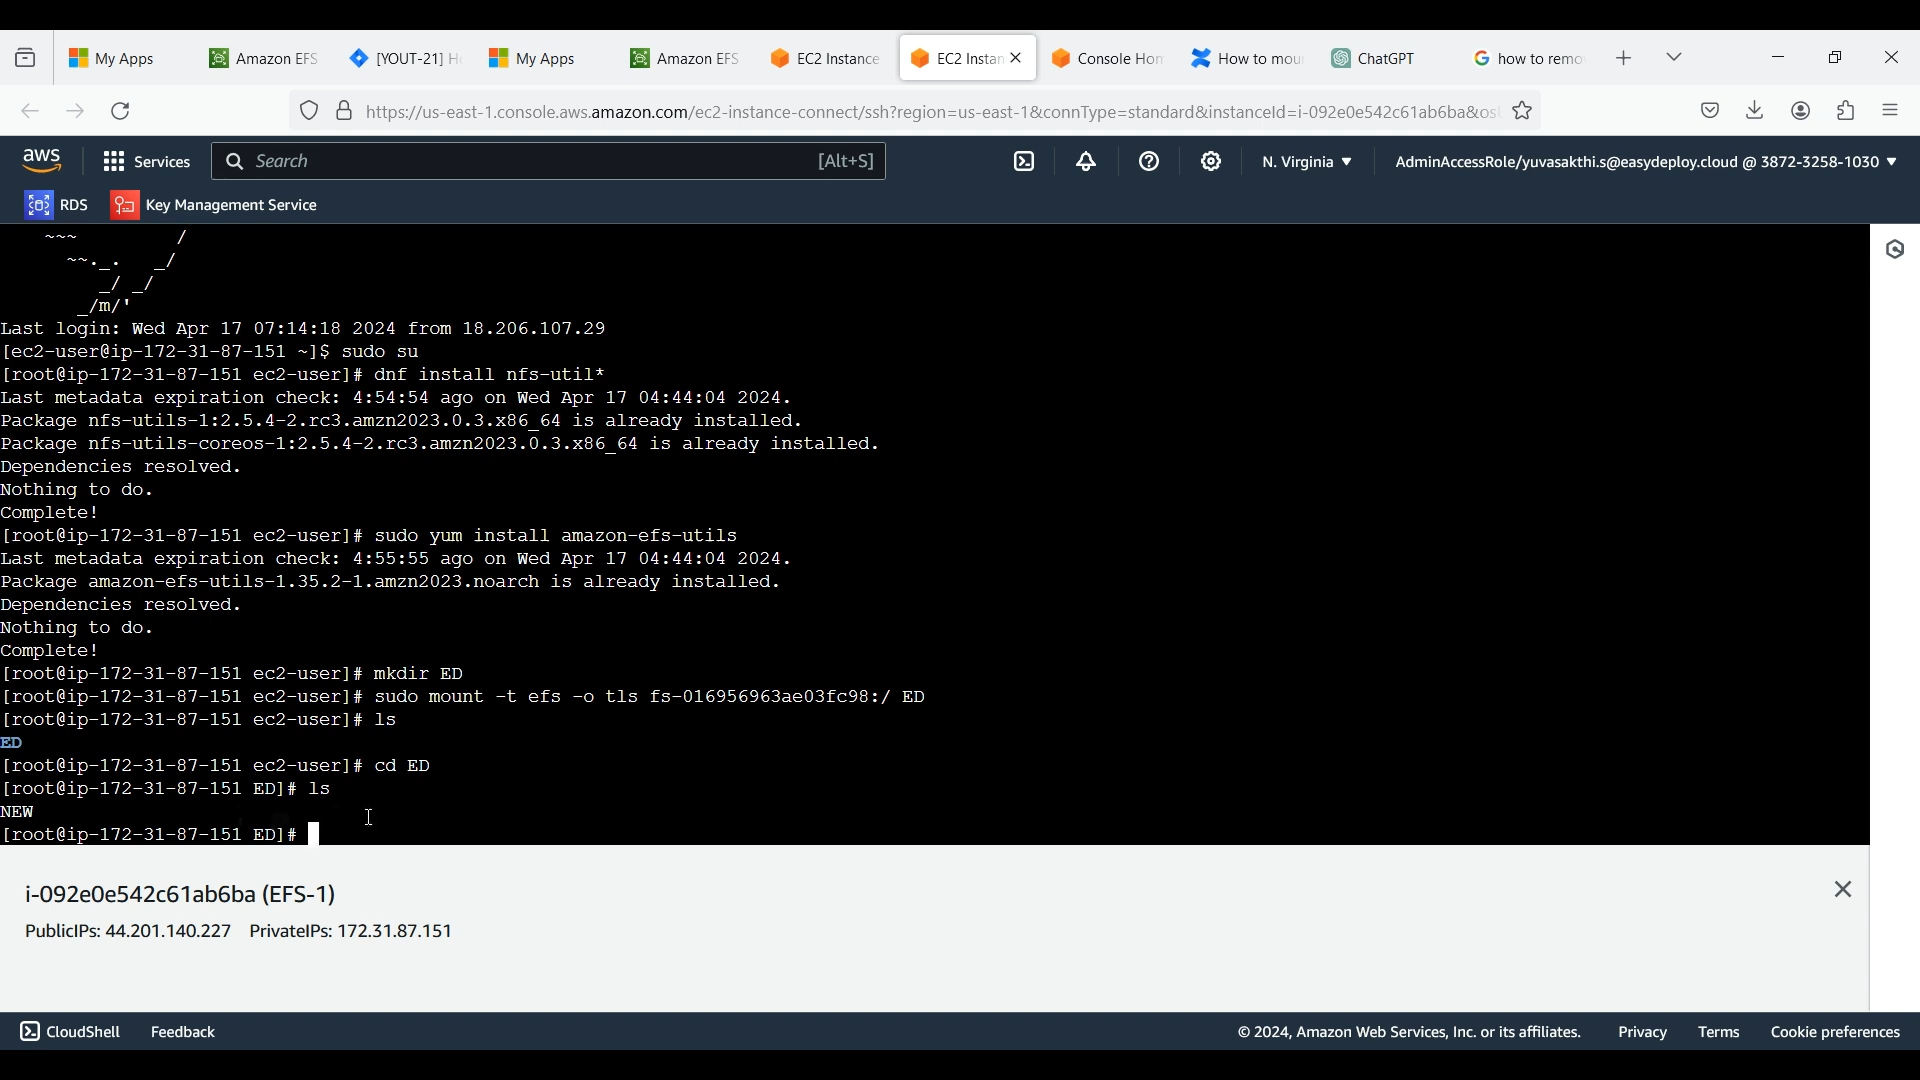 My Apps
Amazon EFS
[YOUT-21] H
My Apps
Amazon EFS
EC2 Instance
EC2 Instan
Console Hom
How to mou
ChatGPT
how to remo
https://us-east-1.console.aws.amazon.com/ec2-instance-connect/ssh?region=us-east-1&connType=standard&instanceId=i-092e0e542c61ab6ba&os
aws
Services
Search
[Alt+S]
N. Virginia
AdminAccessRole/yuvasakthi.s@easydeploy.cloud @ 3872-3258-1030
RDS
Key Management Service
~~~         /
~~._.   _/
_/ _/
_/m/'
Last login: Wed Apr 17 07:14:18 2024 from 18.206.107.29
[ec2-user@ip-172-31-87-151 ~]$ sudo su
[root@ip-172-31-87-151 ec2-user]# dnf install nfs-util*
Last metadata expiration check: 4:54:54 ago on Wed Apr 17 04:44:04 2024.
Package nfs-utils-1:2.5.4-2.rc3.amzn2023.0.3.x86_64 is already installed.
Package nfs-utils-coreos-1:2.5.4-2.rc3.amzn2023.0.3.x86_64 is already installed.
Dependencies resolved.
Nothing to do.
Complete!
[root@ip-172-31-87-151 ec2-user]# sudo yum install amazon-efs-utils
Last metadata expiration check: 4:55:55 ago on Wed Apr 17 04:44:04 2024.
Package amazon-efs-utils-1.35.2-1.amzn2023.noarch is already installed.
Dependencies resolved.
Nothing to do.
Complete!
[root@ip-172-31-87-151 ec2-user]# mkdir ED
[root@ip-172-31-87-151 ec2-user]# sudo mount -t efs -o tls fs-016956963ae03fc98:/ ED
[root@ip-172-31-87-151 ec2-user]# ls
ED
[root@ip-172-31-87-151 ec2-user]# cd ED
[root@ip-172-31-87-151 ED]# ls
NEW
[root@ip-172-31-87-151 ED]#
i-092e0e542c61ab6ba (EFS-1)
PublicIPs: 44.201.140.227 PrivateIPs: 172.31.87.151
CloudShell
Feedback
© 2024, Amazon Web Services, Inc. or its affiliates.
Privacy
Terms
Cookie preferences